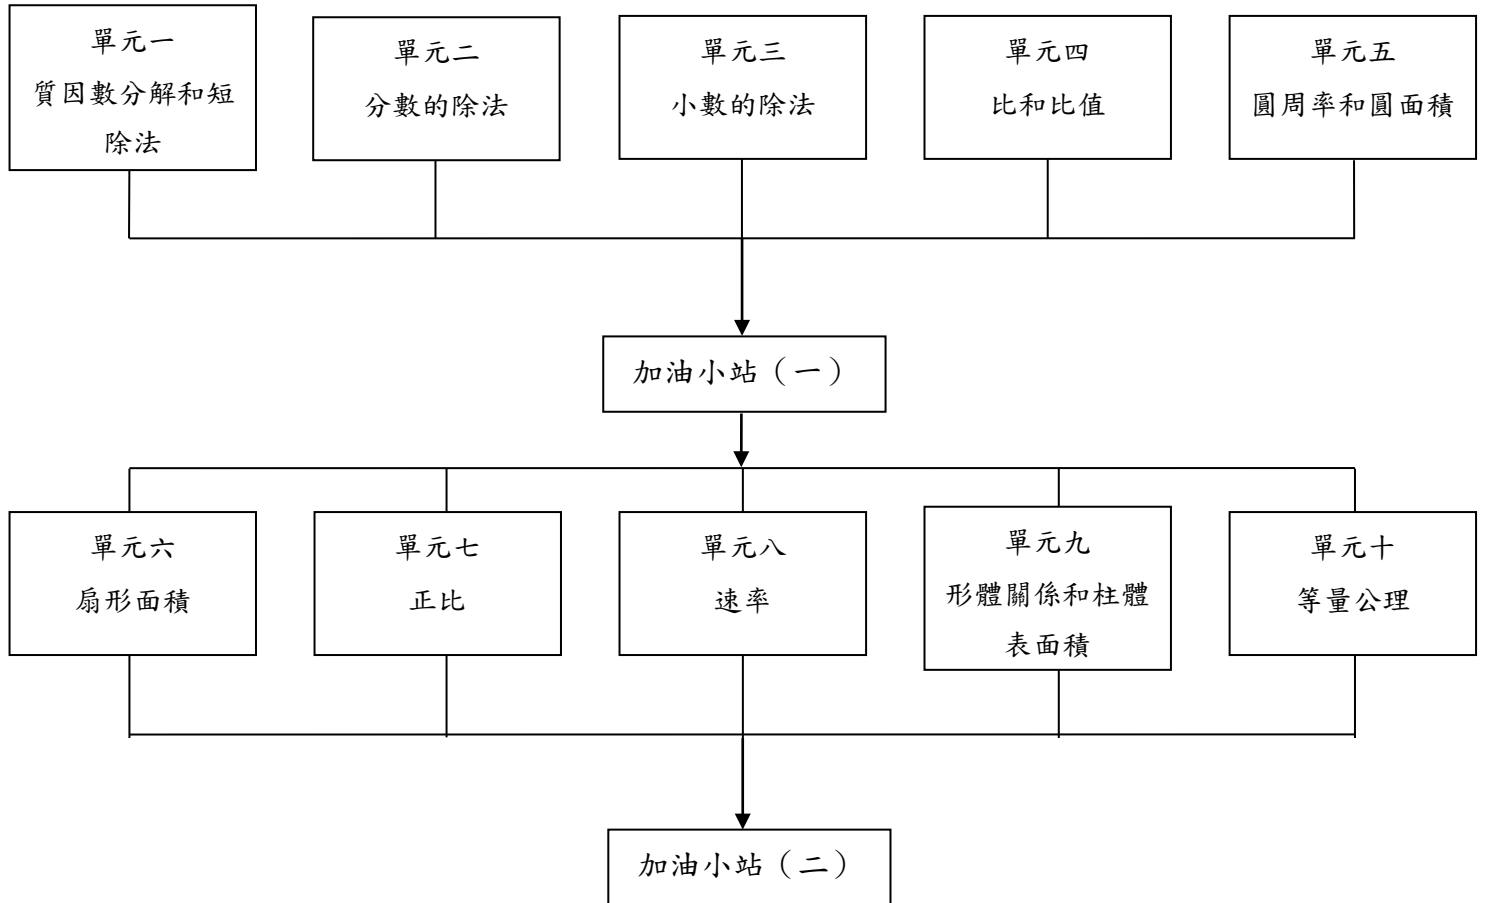 單元一
質因數分解和短
除法
單元二
分數的除法
單元三
小數的除法
單元四
比和比值
單元五
圓周率和圓面積
加油小站（一）
單元六
扇形面積
單元七
正比
單元八
速率
單元九
形體關係和柱體
表面積
單元十
等量公理
加油小站（二）